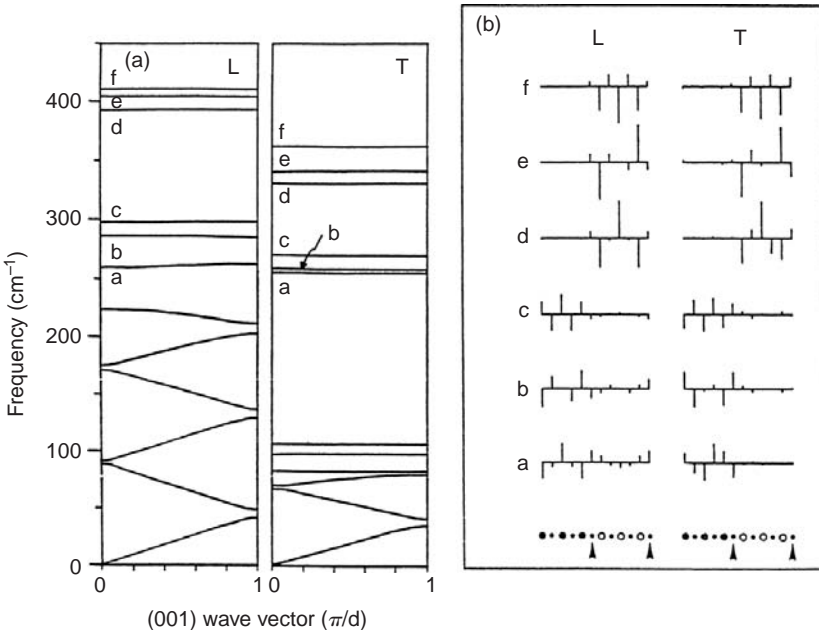 (a) L
T
f
e
d
c
b
a
f
e
d
c
b
a
400
300
200
100
0
Frequency (cm−1)
0
1
0
1
(001) wave vector (π/d)
(b)
L
T
f
e
d
c
b
a